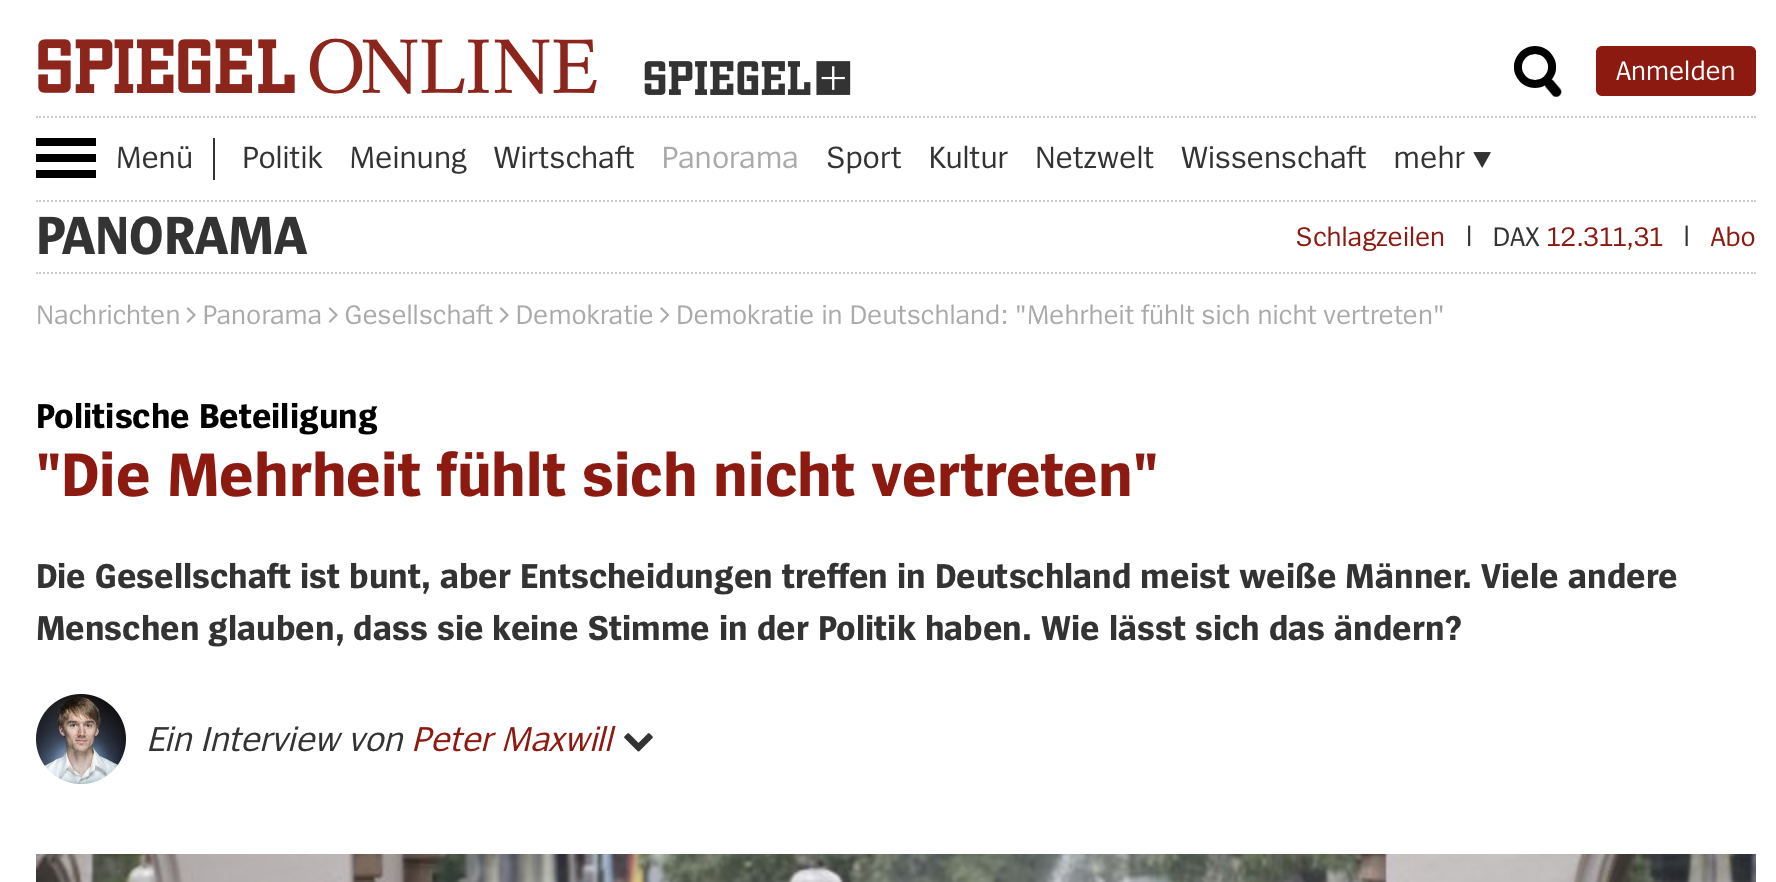 SPIEGEL ONLINE SPIEGEL+ Anmelden
Menü Politik Meinung Wirtschaft Panorama Sport Kultur Netzwelt Wissenschaft mehr ▼
PANORAMA Schlagzeilen | DAX 12.311,31 | Abo
Nachrichten > Panorama > Gesellschaft > Demokratie > Demokratie in Deutschland: "Mehrheit fühlt sich nicht vertreten"
Politische Beteiligung
"Die Mehrheit fühlt sich nicht vertreten"
Die Gesellschaft ist bunt, aber Entscheidungen treffen in Deutschland meist weiße Männer. Viele andere
Menschen glauben, dass sie keine Stimme in der Politik haben. Wie lässt sich das ändern?
Ein Interview von Peter Maxwill